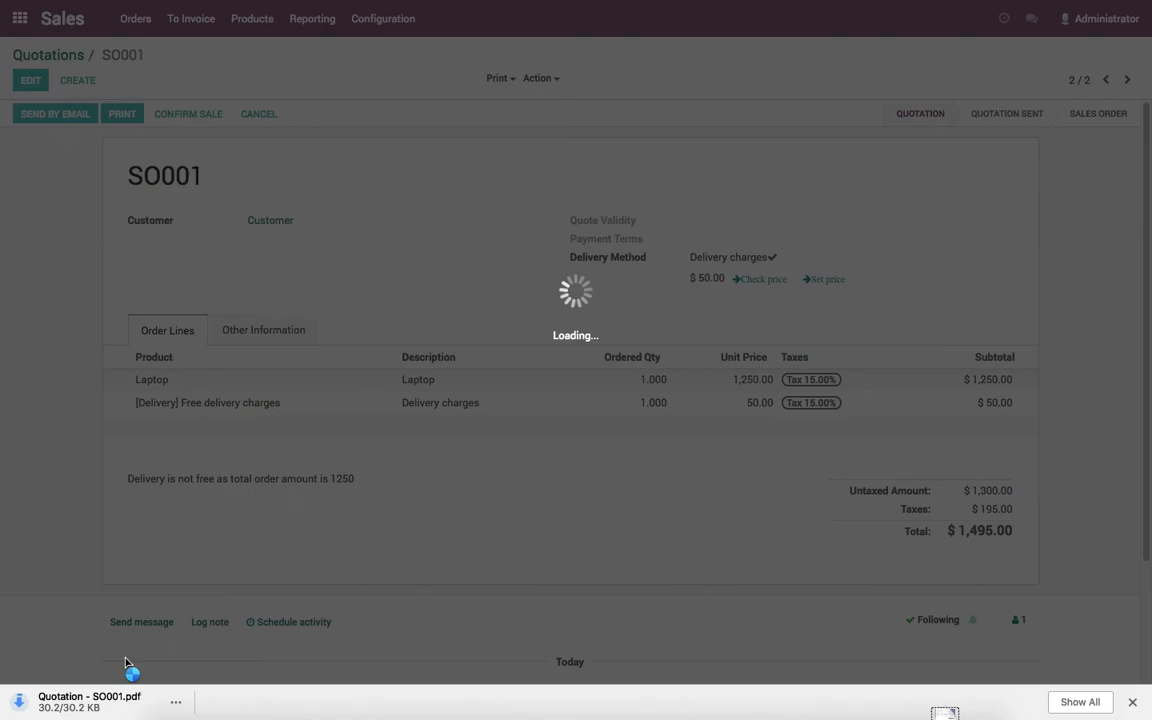 Sales Orders To Invoice Products Reporting Configuration Administrator
Quotations / SO001
EDIT CREATE Print Action 2 / 2
SEND BY EMAIL PRINT CONFIRM SALE CANCEL QUOTATION QUOTATION SENT SALES ORDER
SO001
Customer Customer Quote Validity
Payment Terms
Delivery Method Delivery charges
$ 50.00 Check price Set price
Loading...
Order Lines Other Information
Product Description Ordered Qty Unit Price Taxes Subtotal
Laptop Laptop 1.000 1,250.00 Tax 15.00% $ 1,250.00
[Delivery] Free delivery charges Delivery charges 1.000 50.00 Tax 15.00% $ 50.00
Delivery is not free as total order amount is 1250
Untaxed Amount: $ 1,300.00
Taxes: $ 195.00
Total: $ 1,495.00
Send message Log note Schedule activity Following 1
Today
Quotation - SO001.pdf
30.2/30.2 KB
Show All